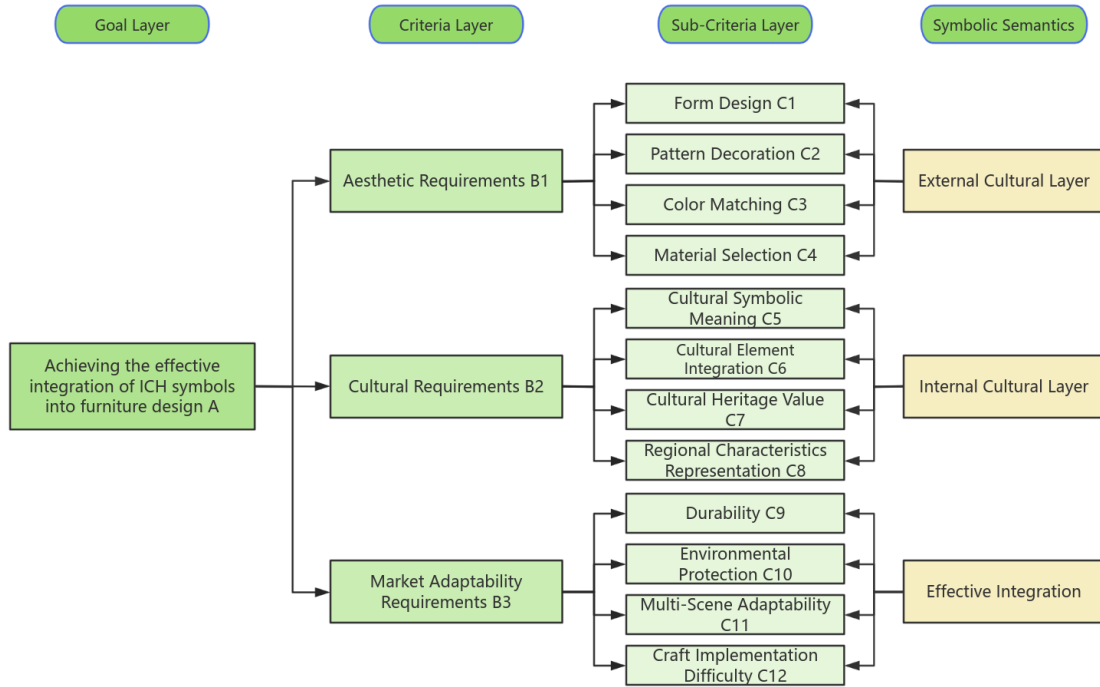 Goal Layer
Criteria Layer
Sub-Criteria Layer
Symbolic Semantics
Achieving the effective
integration of ICH symbols
into furniture design A
Aesthetic Requirements B1
Cultural Requirements B2
Market Adaptability
Requirements B3
Form Design C1
Pattern Decoration C2
Color Matching C3
Material Selection C4
Cultural Symbolic
Meaning C5
Cultural Element
Integration C6
Cultural Heritage Value
C7
Regional Characteristics
Representation C8
Durability C9
Environmental
Protection C10
Multi-Scene Adaptability
C11
Craft Implementation
Difficulty C12
External Cultural Layer
Internal Cultural Layer
Effective Integration